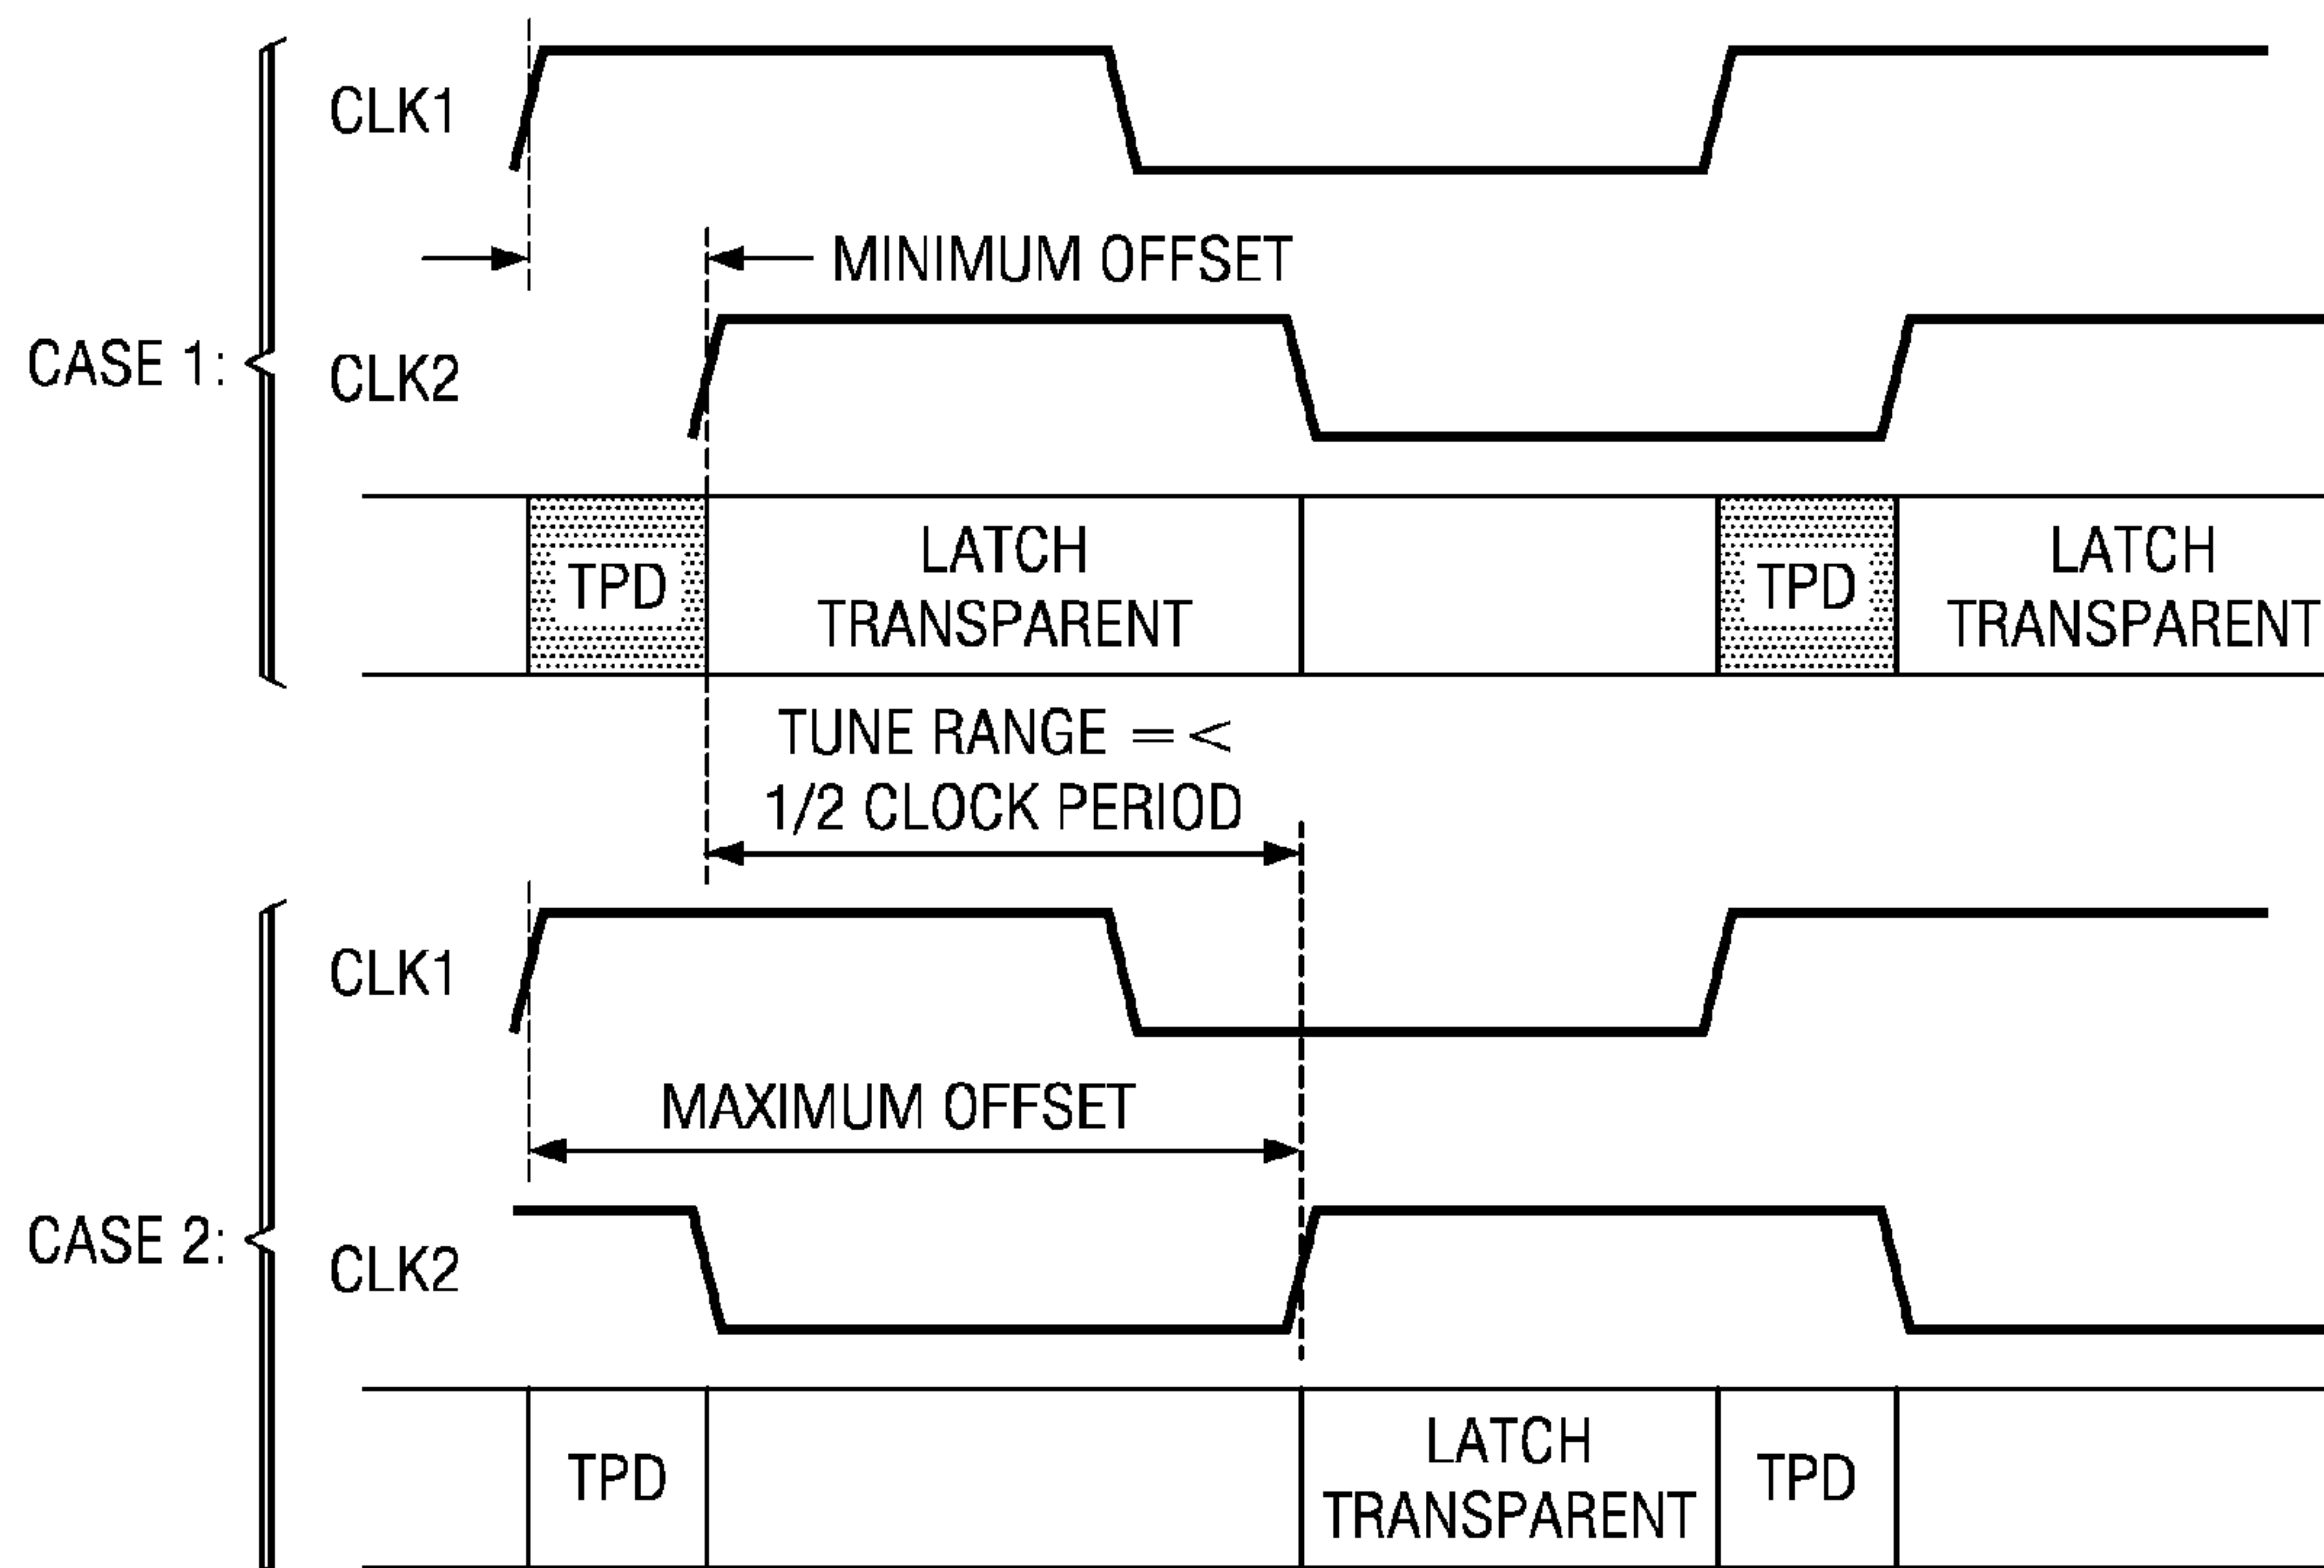 CLK1
MINIMUM OFFSET
CASE 1:
CLK2
TPD
LATCH
TRANSPARENT
TPD
LATCH
TRANSPARENT
TUNE RANGE =<
1/2 CLOCK PERIOD
CLK1
MAXIMUM OFFSET
CASE 2:
CLK2
TPD
LATCH
TRANSPARENT
TPD